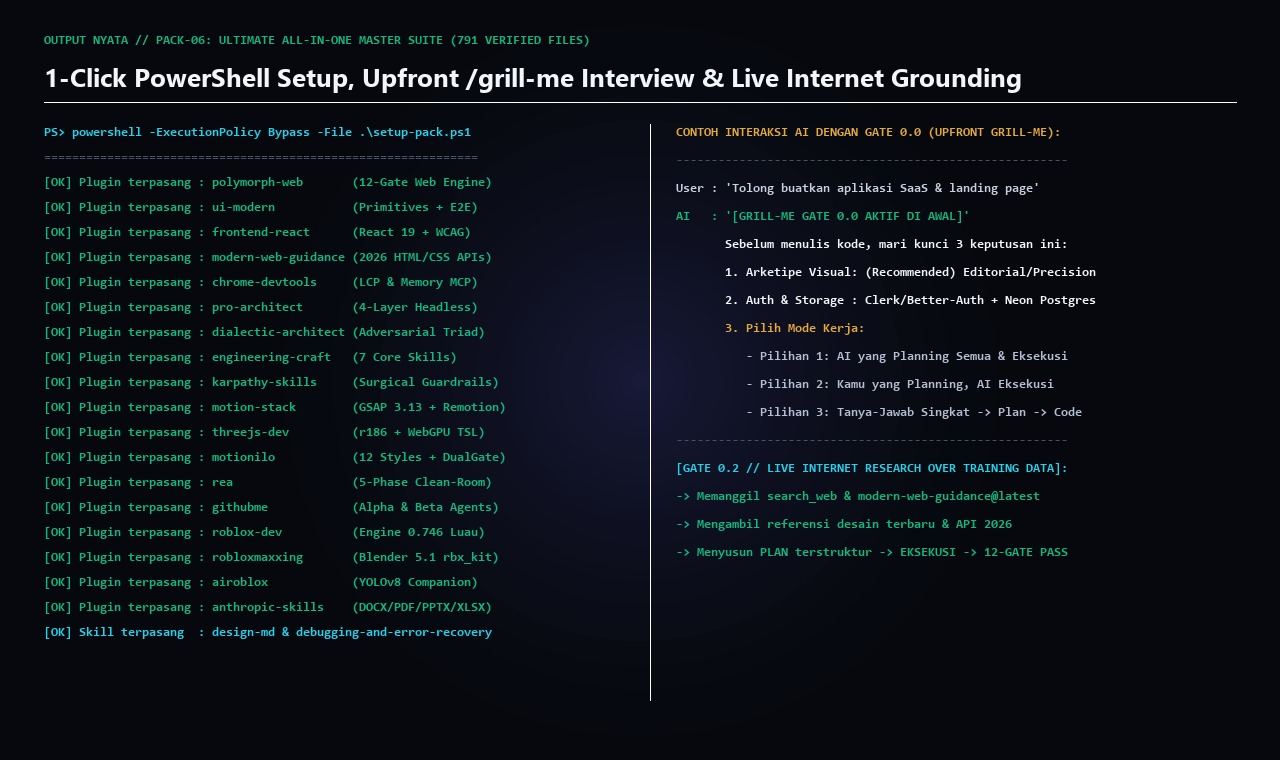 OUTPUT NYATA // PACK-06: ULTIMATE ALL-IN-ONE MASTER SUITE (791 VERIFIED FILES)
1-Click PowerShell Setup, Upfront /grill-me Interview & Live Internet Grounding
PS> powershell -ExecutionPolicy Bypass -File .\setup-pack.ps1
==============================================================
[OK] Plugin terpasang : polymorph-web (12-Gate Web Engine)
[OK] Plugin terpasang : ui-modern (Primitives + E2E)
[OK] Plugin terpasang : frontend-react (React 19 + WCAG)
[OK] Plugin terpasang : modern-web-guidance (2026 HTML/CSS APIs)
[OK] Plugin terpasang : chrome-devtools (LCP & Memory MCP)
[OK] Plugin terpasang : pro-architect (4-Layer Headless)
[OK] Plugin terpasang : dialectic-architect (Adversarial Triad)
[OK] Plugin terpasang : engineering-craft (7 Core Skills)
[OK] Plugin terpasang : karpathy-skills (Surgical Guardrails)
[OK] Plugin terpasang : motion-stack (GSAP 3.13 + Remotion)
[OK] Plugin terpasang : threejs-dev (r186 + WebGPU TSL)
[OK] Plugin terpasang : motionilo (12 Styles + DualGate)
[OK] Plugin terpasang : rea (5-Phase Clean-Room)
[OK] Plugin terpasang : githubme (Alpha & Beta Agents)
[OK] Plugin terpasang : roblox-dev (Engine 0.746 Luau)
[OK] Plugin terpasang : robloxmaxxing (Blender 5.1 rbx_kit)
[OK] Plugin terpasang : airoblox (YOLOv8 Companion)
[OK] Plugin terpasang : anthropic-skills (DOCX/PDF/PPTX/XLSX)
[OK] Skill terpasang : design-md & debugging-and-error-recovery
CONTOH INTERAKSI AI DENGAN GATE 0.0 (UPFRONT GRILL-ME):
--------------------------------------------------------
User : 'Tolong buatkan aplikasi SaaS & landing page'
AI : '[GRILL-ME GATE 0.0 AKTIF DI AWAL]'
Sebelum menulis kode, mari kunci 3 keputusan ini:
1. Arketipe Visual: (Recommended) Editorial/Precision
2. Auth & Storage : Clerk/Better-Auth + Neon Postgres
3. Pilih Mode Kerja:
- Pilihan 1: AI yang Planning Semua & Eksekusi
- Pilihan 2: Kamu yang Planning, AI Eksekusi
- Pilihan 3: Tanya-Jawab Singkat -> Plan -> Code
--------------------------------------------------------
[GATE 0.2 // LIVE INTERNET RESEARCH OVER TRAINING DATA]:
-> Memanggil search_web & modern-web-guidance@latest
-> Mengambil referensi desain terbaru & API 2026
-> Menyusun PLAN terstruktur -> EKSEKUSI -> 12-GATE PASS